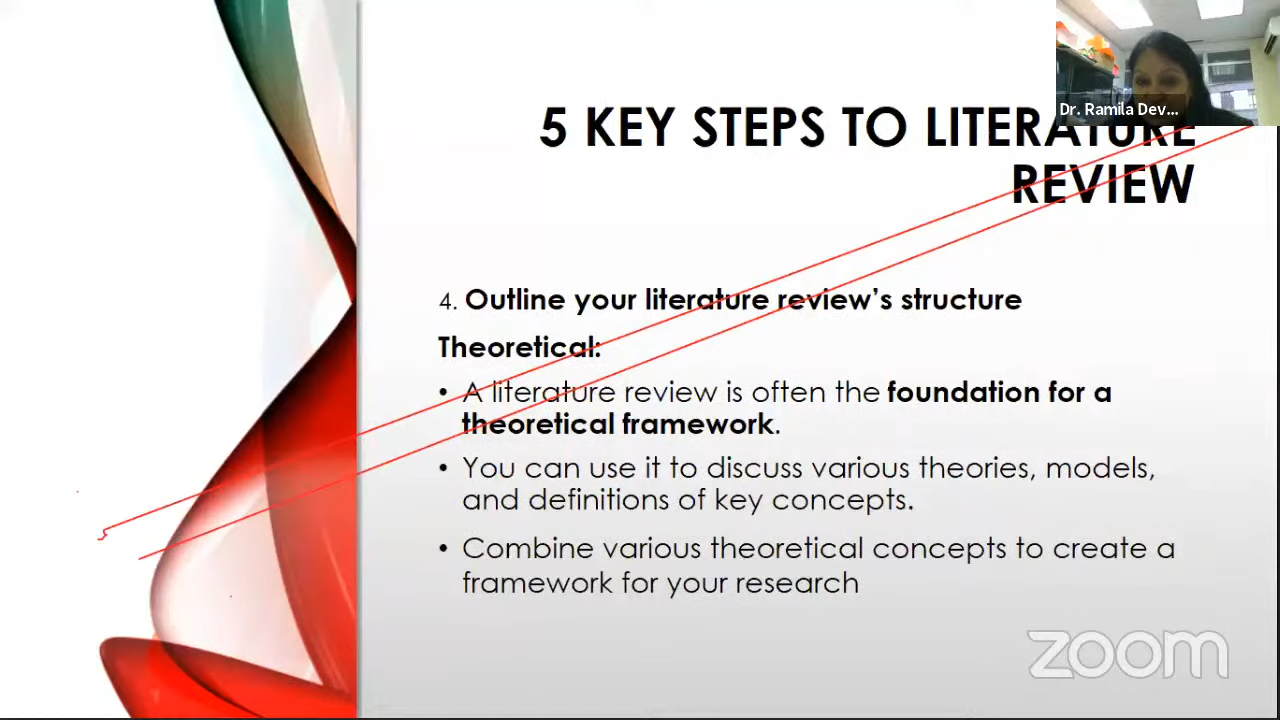 Dr. Ramila Dev...
5 KEY STEPS TO LITERATURE
REVIEW
4. Outline your literature review’s structure
Theoretical:
• A literature review is often the foundation for a
theoretical framework.
• You can use it to discuss various theories, models,
and definitions of key concepts.
• Combine various theoretical concepts to create a
framework for your research
zoom